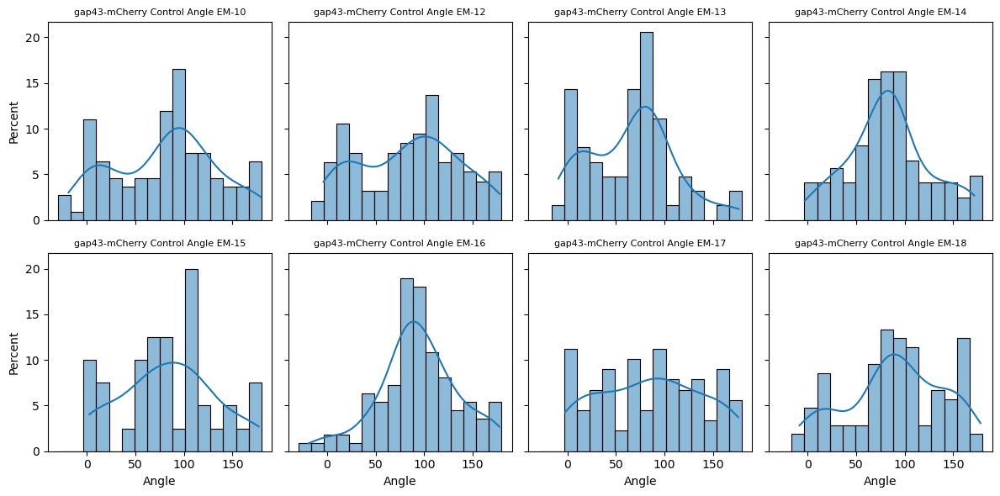 gap43-mCherry Control Angle EM-10
gap43-mCherry Control Angle EM-12
gap43-mCherry Control Angle EM-13
gap43-mCherry Control Angle EM-14
20
15
10
5
0
Percent
gap43-mCherry Control Angle EM-15
gap43-mCherry Control Angle EM-16
gap43-mCherry Control Angle EM-17
gap43-mCherry Control Angle EM-18
20
15
10
5
0
Percent
0 50 100 150
0 50 100 150
0 50 100 150
0 50 100 150
Angle
Angle
Angle
Angle